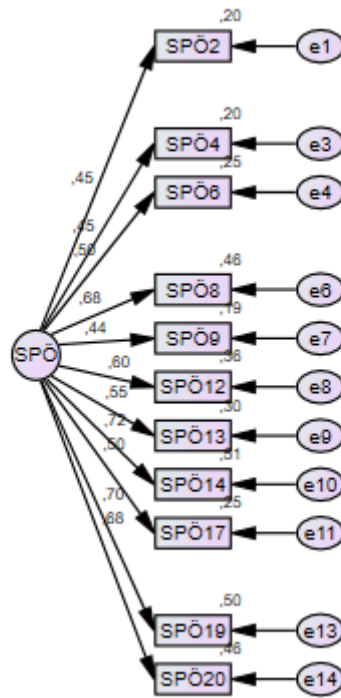 ,20
SPÖ2 e1
,20
,45
SPÖ4 e3
,25
,45
SPÖ6 e4
,50
,46
,68
SPÖ8 e6
,19
,44
SPÖ SPÖ9 e7
,36
,60
SPÖ12 e8
,55
,30
SPÖ13 e9
,72
,51
,50
SPÖ14 e10
,25
,70
SPÖ17 e11
,68
,50
SPÖ19 e13
,46
SPÖ20 e14